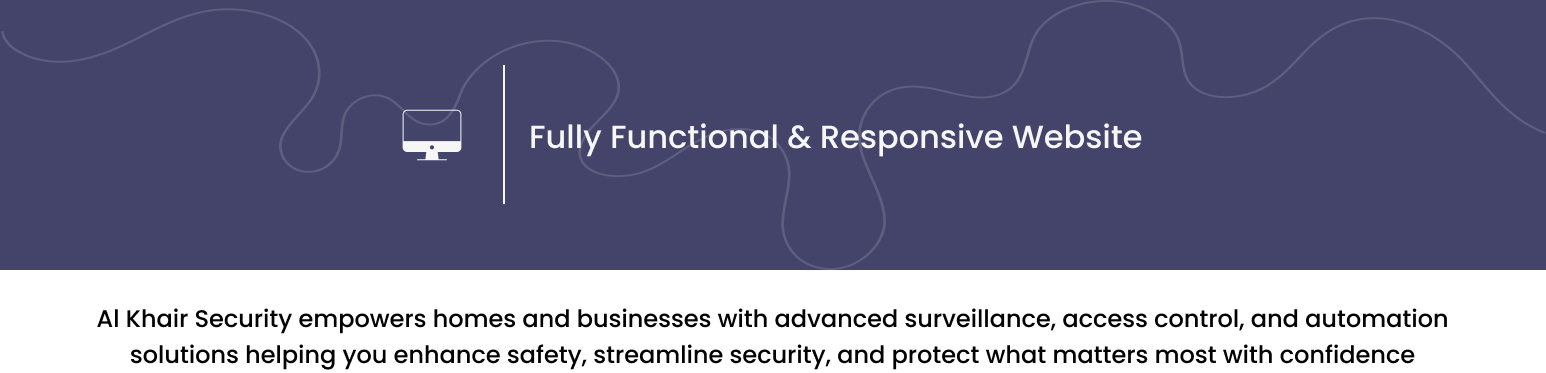 Fully Functional & Responsive Website
Al Khair Security empowers homes and businesses with advanced surveillance, access control, and automation
solutions helping you enhance safety, streamline security, and protect what matters most with confidence